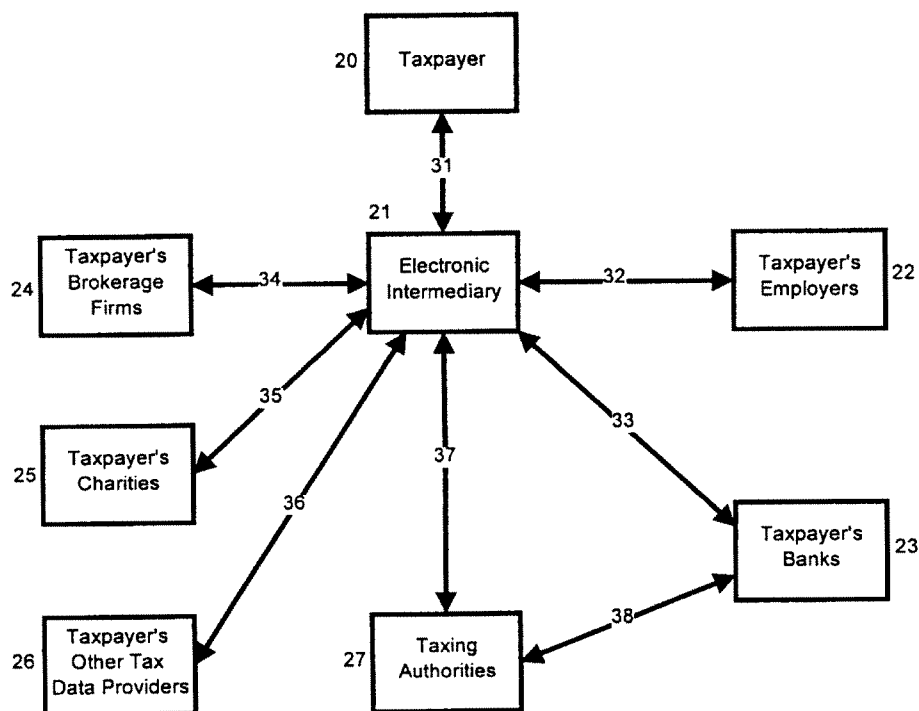 20
Taxpayer
31
21
24
Taxpayer's
Brokerage
Firms
34
Electronic
Intermediary
32
Taxpayer's
Employers
22
35
25
Taxpayer's
Charities
36
37
33
Taxpayer's
Banks
23
38
26
Taxpayer's
Other Tax
Data Providers
27
Taxing
Authorities